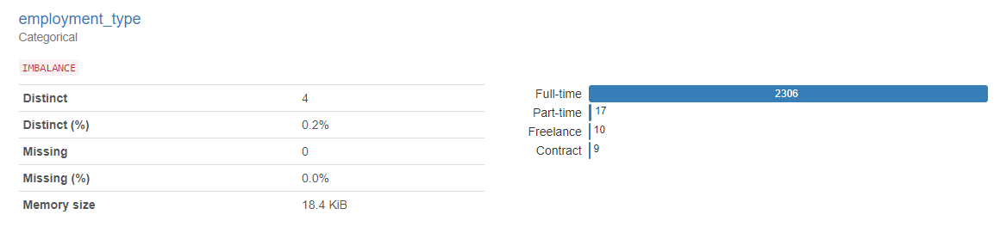 employment_type
Categorical
IMBALANCE
Distinct 4
Distinct (%) 0.2%
Missing 0
Missing (%) 0.0%
Memory size 18.4 KiB
Full-time 2306
Part-time 17
Freelance 10
Contract 9